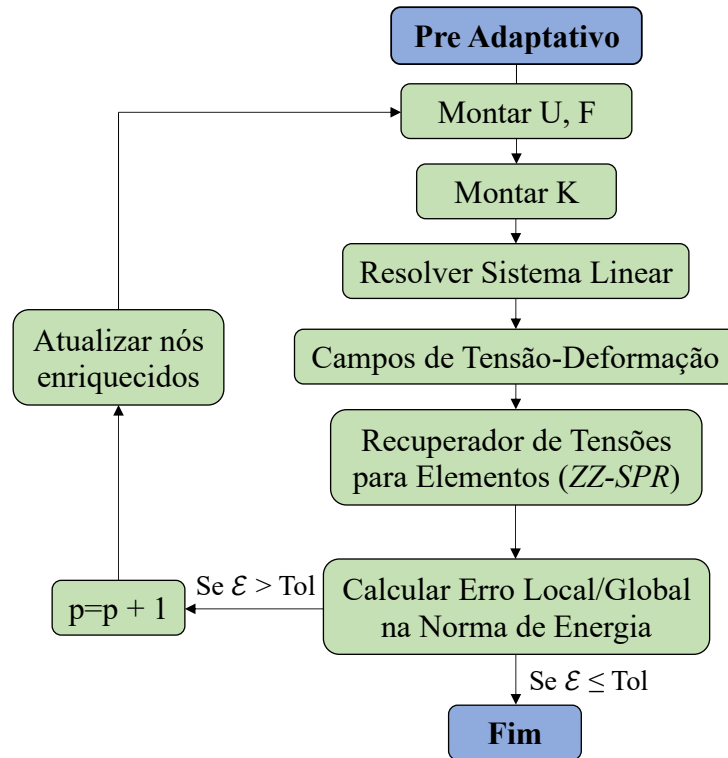 Pre Adaptativo
Montar U, F
Montar K
Resolver Sistema Linear
Campos de Tensão-Deformação
Recuperador de Tensões
para Elementos (ZZ-SPR)
Calcular Erro Local/Global
na Norma de Energia
Se ℰ > Tol
p=p + 1
Atualizar nós
enriquecidos
Se ℰ ≤ Tol
Fim